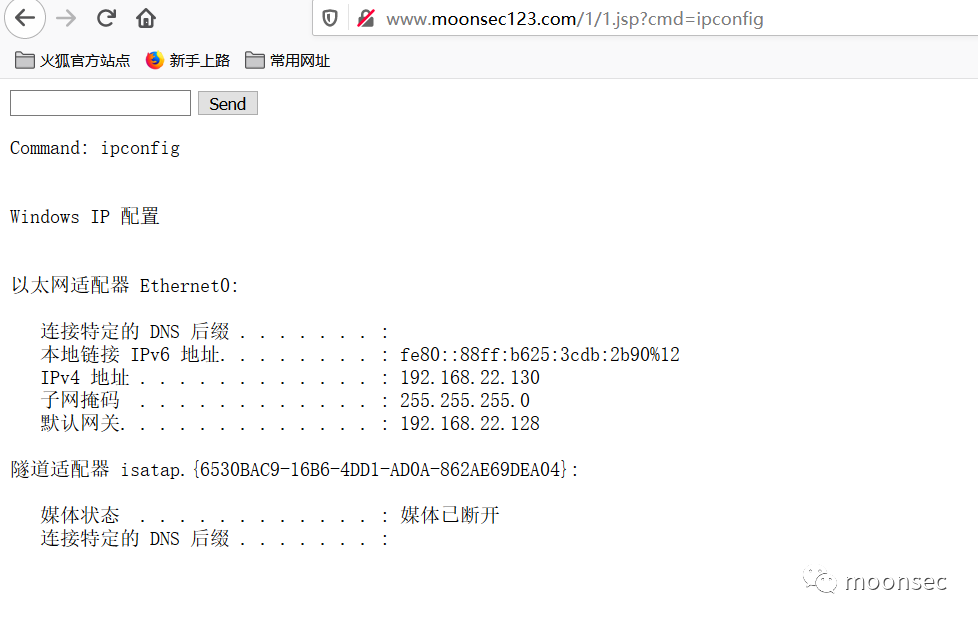 www.moonsec123.com/1/1.jsp?cmd=ipconfig
火狐官方站点 新手上路 常用网址
Send
Command: ipconfig
Windows IP 配置
以太网适配器 Ethernet0:
连接特定的 DNS 后缀 . . . . . . . :
本地链接 IPv6 地址. . . . . . . . : fe80::88ff:b625:3cdb:2b90%12
IPv4 地址 . . . . . . . . . . . . : 192.168.22.130
子网掩码  . . . . . . . . . . . . : 255.255.255.0
默认网关. . . . . . . . . . . . . : 192.168.22.128
隧道适配器 isatap.{6530BAC9-16B6-4DD1-AD0A-862AE69DEA04}:
媒体状态  . . . . . . . . . . . . : 媒体已断开
连接特定的 DNS 后缀 . . . . . . . :
moonsec